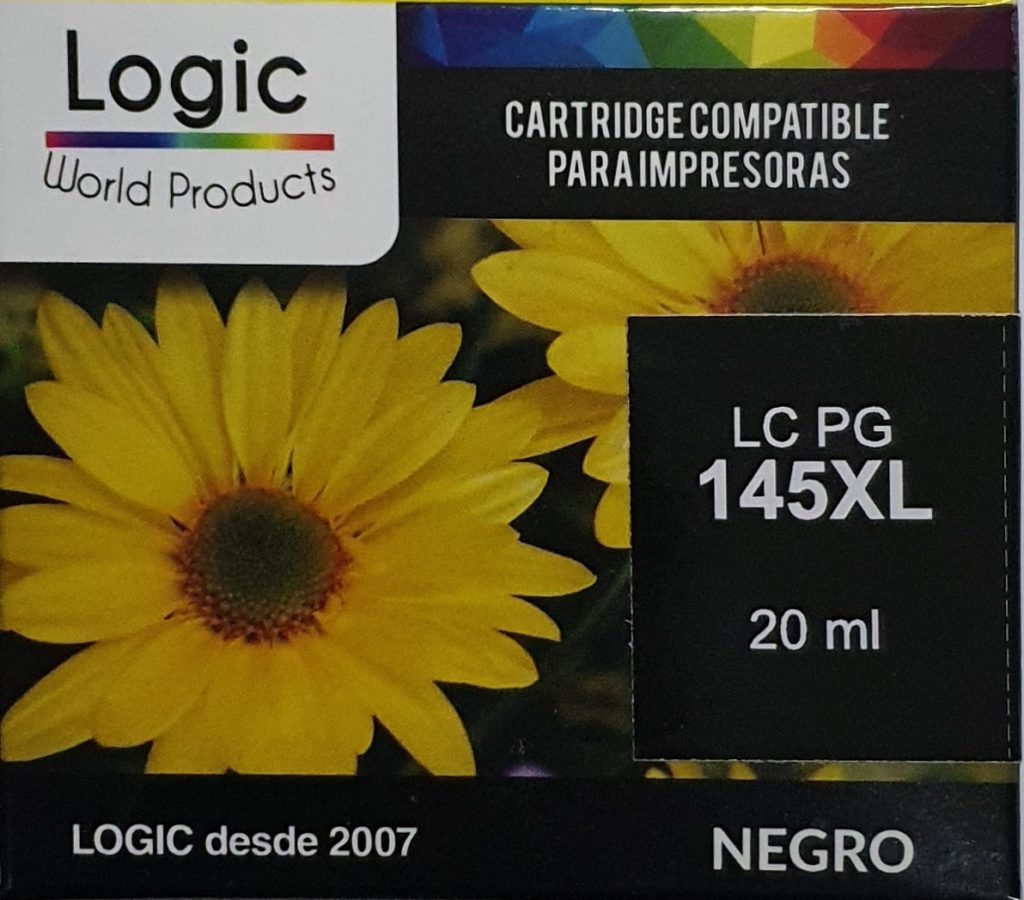 Logic
World Products
CARTRIDGE COMPATIBLE
PARA IMPRESORAS
LC PG
145XL
20 ml
LOGIC desde 2007
NEGRO